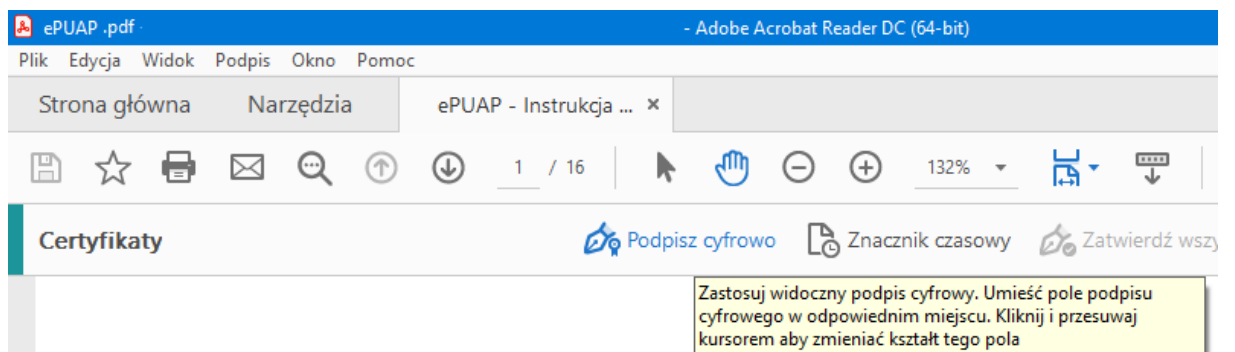 ePUAP .pdf - Adobe Acrobat Reader DC (64-bit)
Plik Edycja Widok Podpis Okno Pomoc
Strona główna Narzędzia ePUAP - Instrukcja ... ×
1 / 16 132%
Certyfikaty Podpisz cyfrowo Znacznik czasowy Zatwierdź wszy
Zastosuj widoczny podpis cyfrowy. Umieść pole podpisu
cyfrowego w odpowiednim miejscu. Kliknij i przesuwaj
kursorem aby zmieniać kształt tego pola